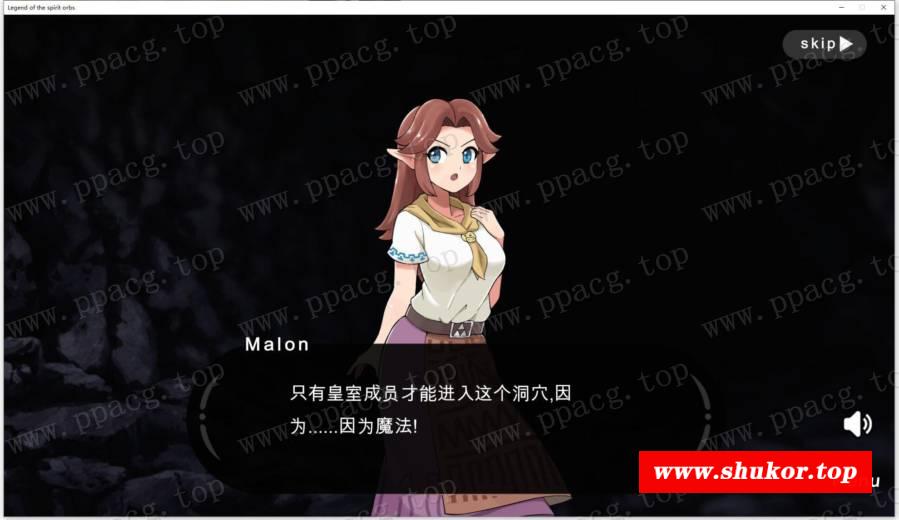 Legend of the spirit orbs
skip
Malon
只有皇室成员才能进入这个洞穴,因
为......因为魔法!
www.ppacg.top
www.shukor.top
u